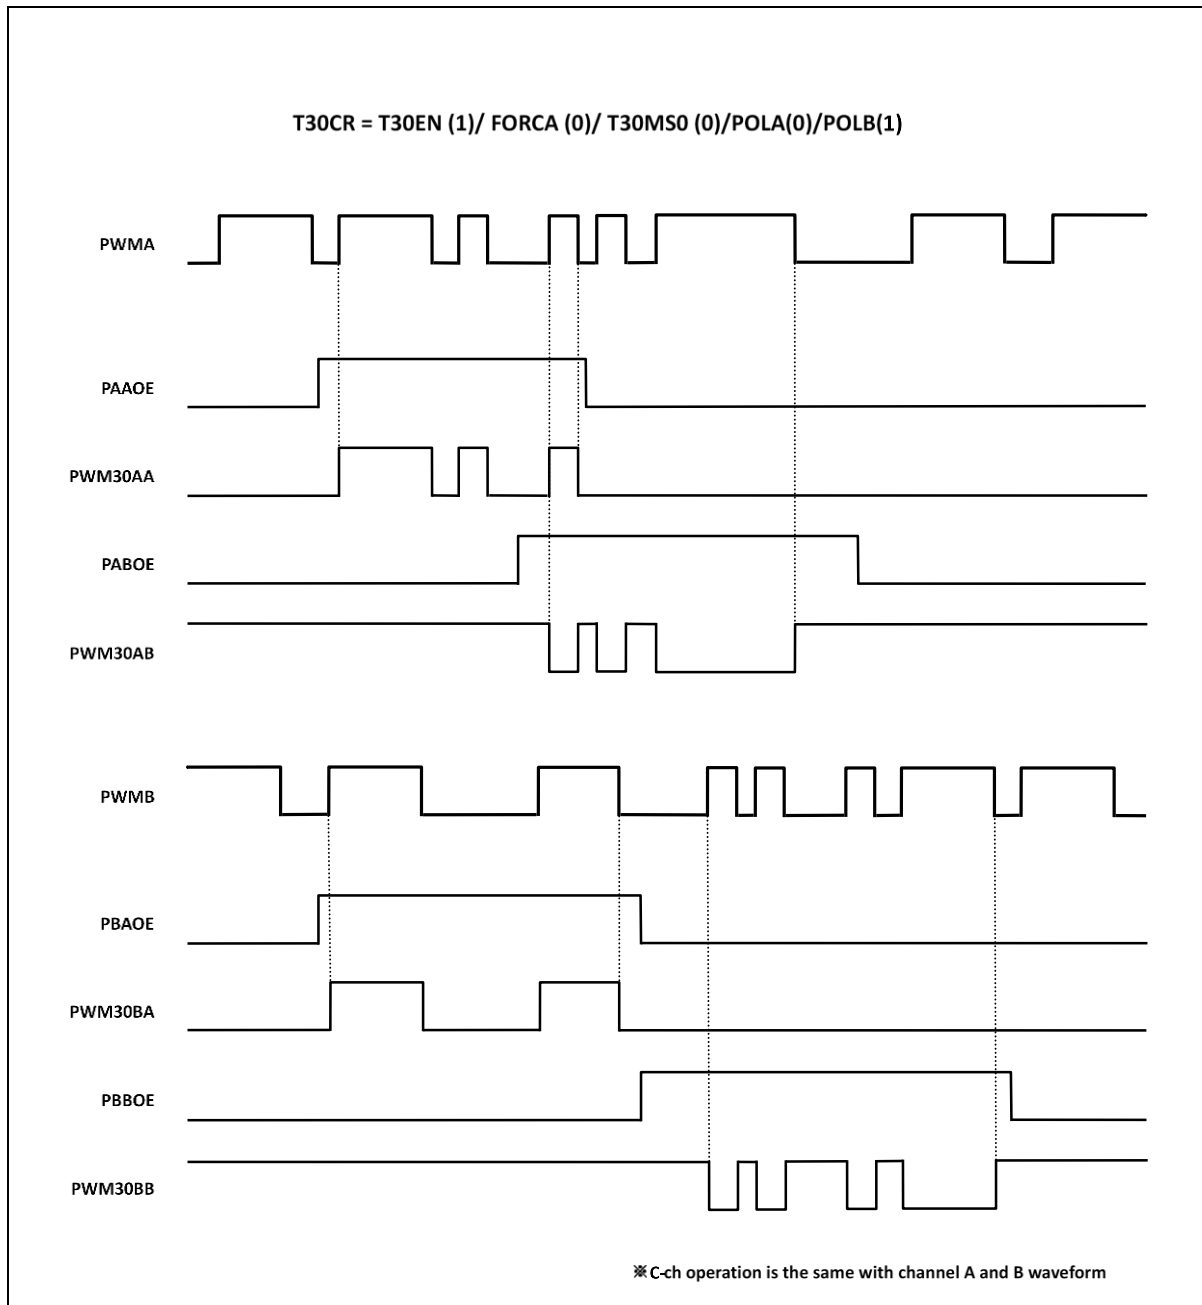 T30CR = T30EN (1)/ FORCA (0)/ T30MS0 (0)/POLA(0)/POLB(1)
PWMA
PAAOE
PWM30AA
PABOE
PWM30AB
PWMB
PBAOE
PWM30BA
PBBOE
PWM30BB
※C-ch operation is the same with channel A and B waveform